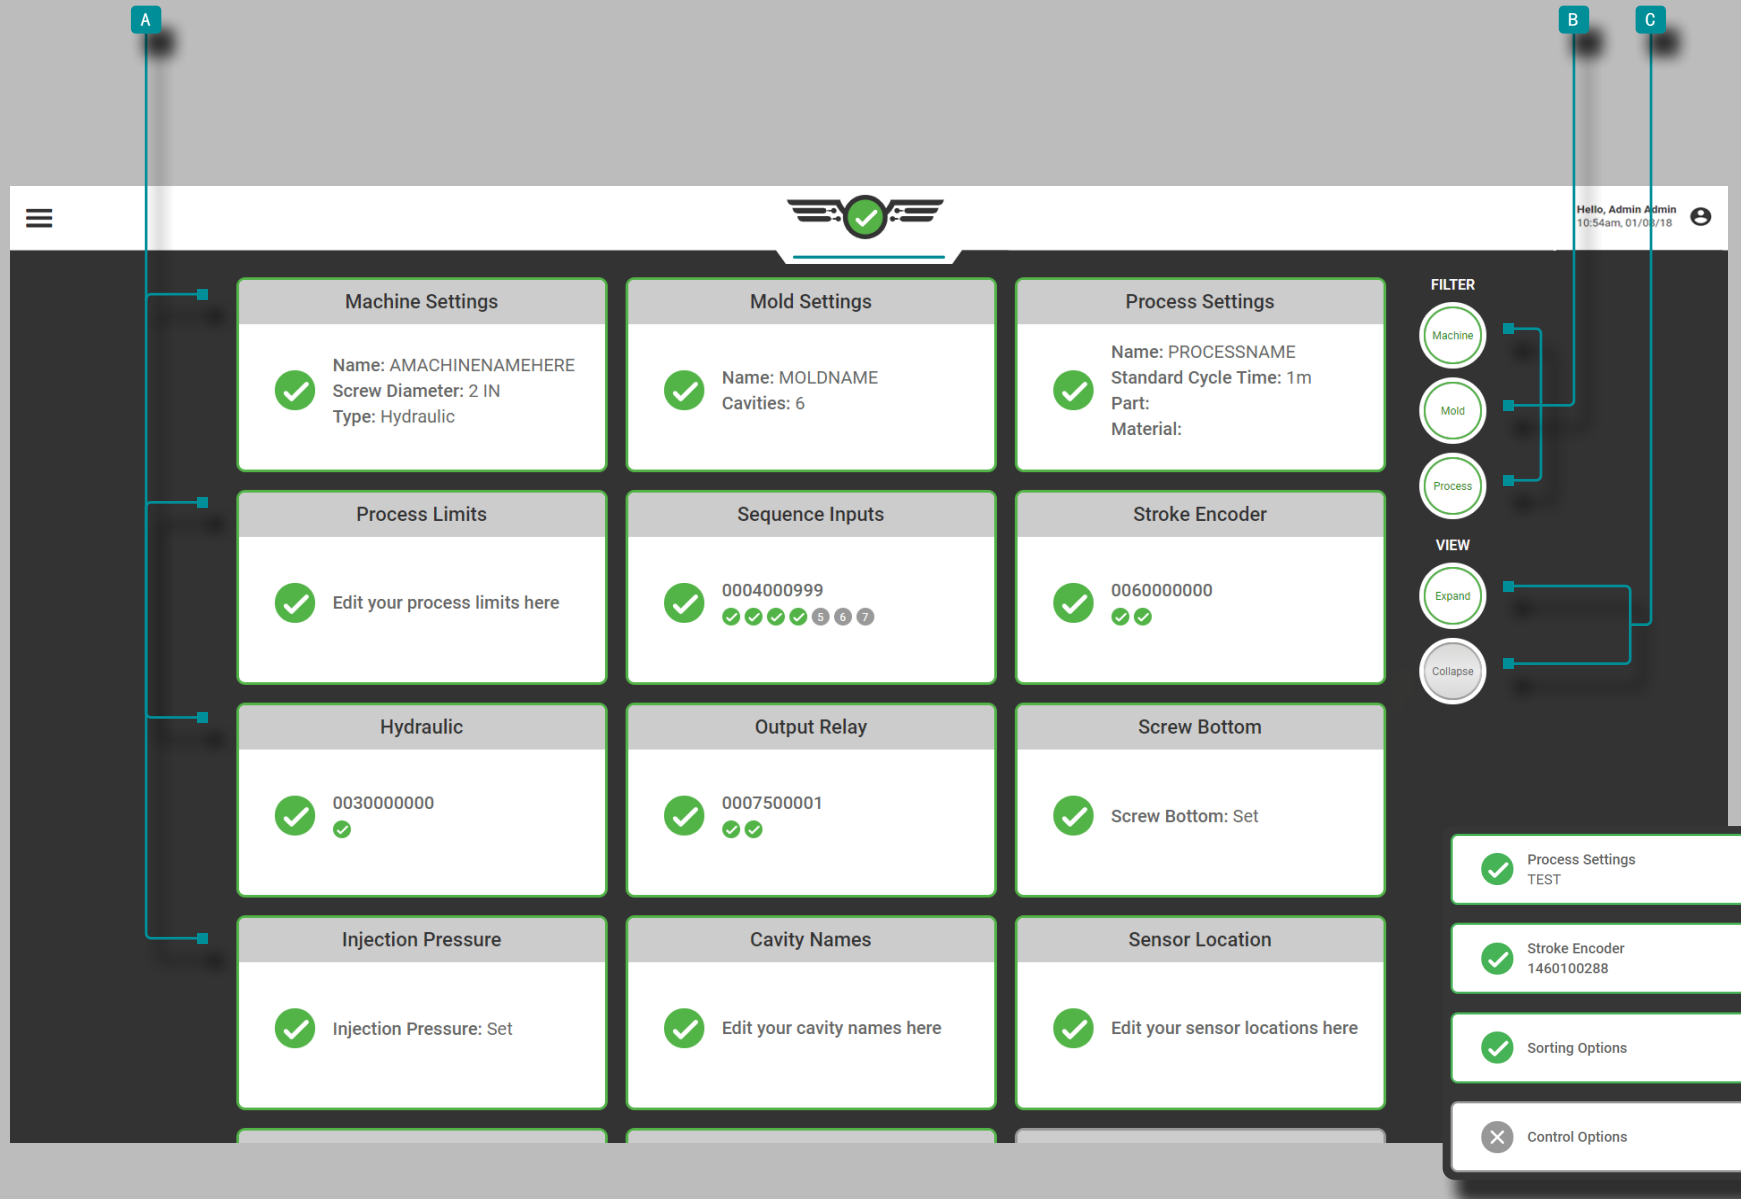 A
B
C
Hello, Admin Admin
10:54am, 01/08/18
Machine Settings
Name: AMACHINENAMEHERE
Screw Diameter: 2 IN
Type: Hydraulic
Mold Settings
Name: MOLDNAME
Cavities: 6
Process Settings
Name: PROCESSNAME
Standard Cycle Time: 1m
Part:
Material:
FILTER
Machine
Mold
Process
Process Limits
Edit your process limits here
Sequence Inputs
0004000999
5 6 7
Stroke Encoder
0060000000
VIEW
Expand
Collapse
Hydraulic
0030000000
Output Relay
0007500001
Screw Bottom
Screw Bottom: Set
Injection Pressure
Injection Pressure: Set
Cavity Names
Edit your cavity names here
Sensor Location
Edit your sensor locations here
Process Settings
TEST
Stroke Encoder
1460100288
Sorting Options
Control Options